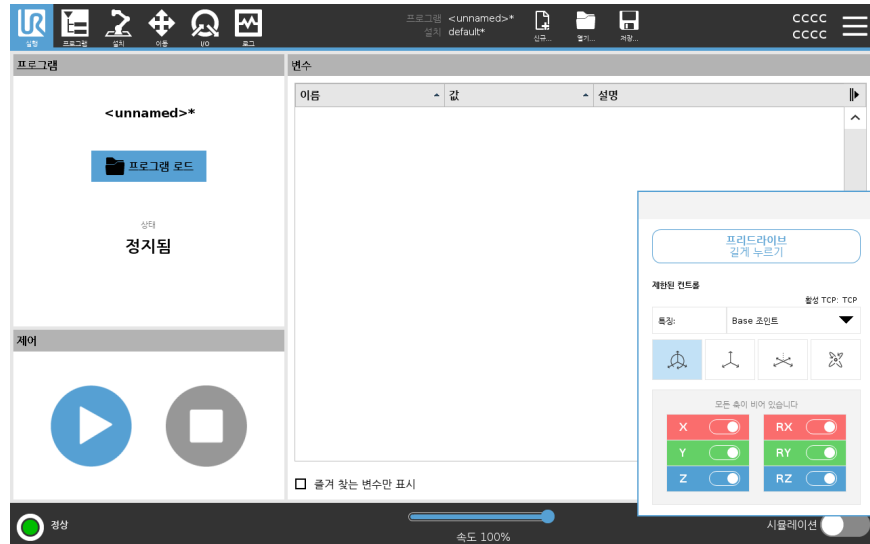 UR
실행
프로그램
설치
이동
I/O
로그
프로그램 <unnamed>*
설치 default*
신규...
열기...
저장...
CCCC
CCCC
프로그램
<unnamed>*
프로그램 로드
상태
정지됨
제어
변수
이름
값
설명
즐겨 찾는 변수만 표시
프리드라이브
길게 누르기
제한된 컨트롤
활성 TCP: TCP
특징:
Base 조인트
모든 축이 비어 있습니다
X
RX
Y
RY
Z
RZ
정상
속도 100%
시뮬레이션